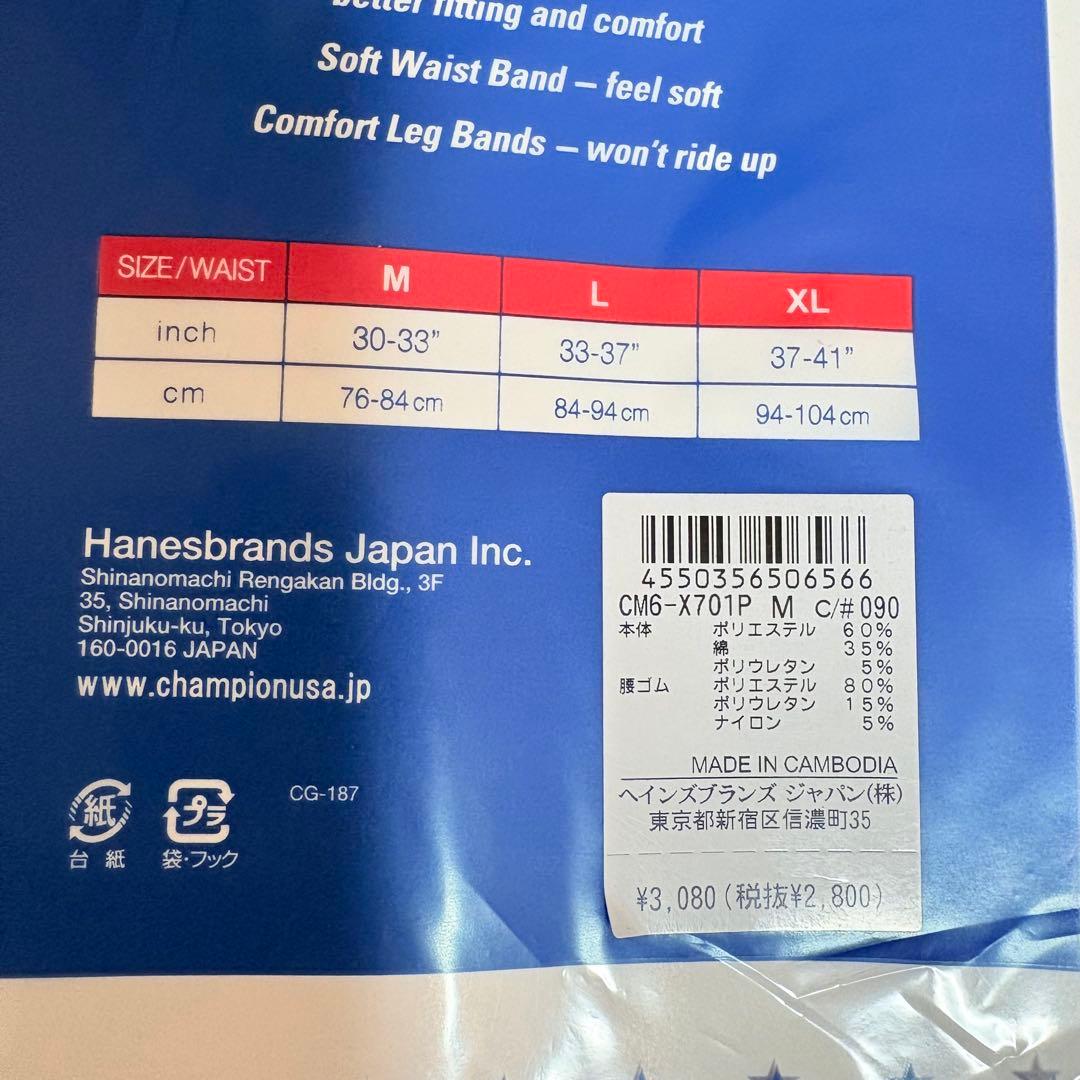 better fitting and comfort
Soft Waist Band – feel soft
Comfort Leg Bands – won't ride up
SIZE/WAIST M L XL
inch 30-33" 33-37" 37-41"
cm 76-84cm 84-94cm 94-104cm
Hanesbrands Japan Inc.
Shinanomachi Rengakan Bldg., 3F
35, Shinanomachi
Shinjuku-ku, Tokyo
160-0016 JAPAN
www.championusa.jp
紙 プラ CG-187
台紙 袋・フック
4550356506566
CM6-X701P M C/#090
本体 ポリエステル 60%
綿 35%
ポリウレタン 5%
腰ゴム ポリエステル 80%
ポリウレタン 15%
ナイロン 5%
MADE IN CAMBODIA
ヘインズブランズ ジャパン(株)
東京都新宿区信濃町35
¥3,080(税抜¥2,800)